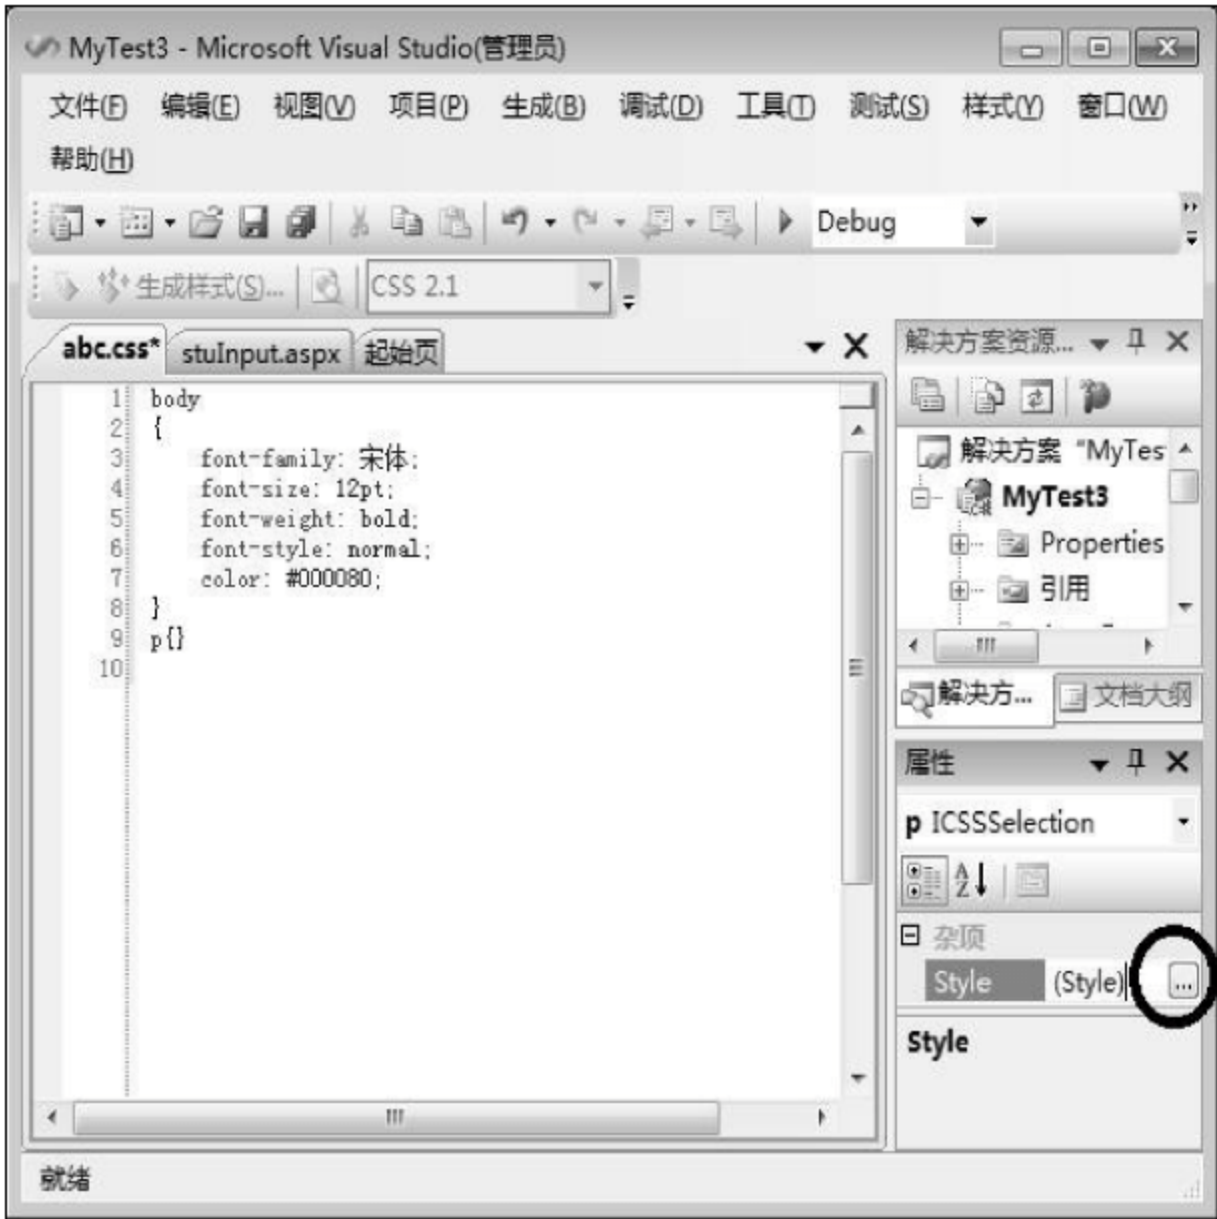 MyTest3 - Microsoft Visual Studio(管理员)
文件(F) 编辑(E) 视图(V) 项目(P) 生成(B) 调试(D) 工具(T) 测试(S) 样式(Y) 窗口(W)
帮助(H)
Debug
生成样式(S)... CSS 2.1
abc.css* stuInput.aspx 起始页
1 body
2 {
3 font-family: 宋体;
4 font-size: 12pt;
5 font-weight: bold;
6 font-style: normal;
7 color: #000080;
8 }
9 p{}
10
解决方案资源...
解决方案 "MyTes
MyTest3
Properties
引用
解决方... 文档大纲
属性
p ICSSSelection
杂项
Style (Style) ...
Style
就绪